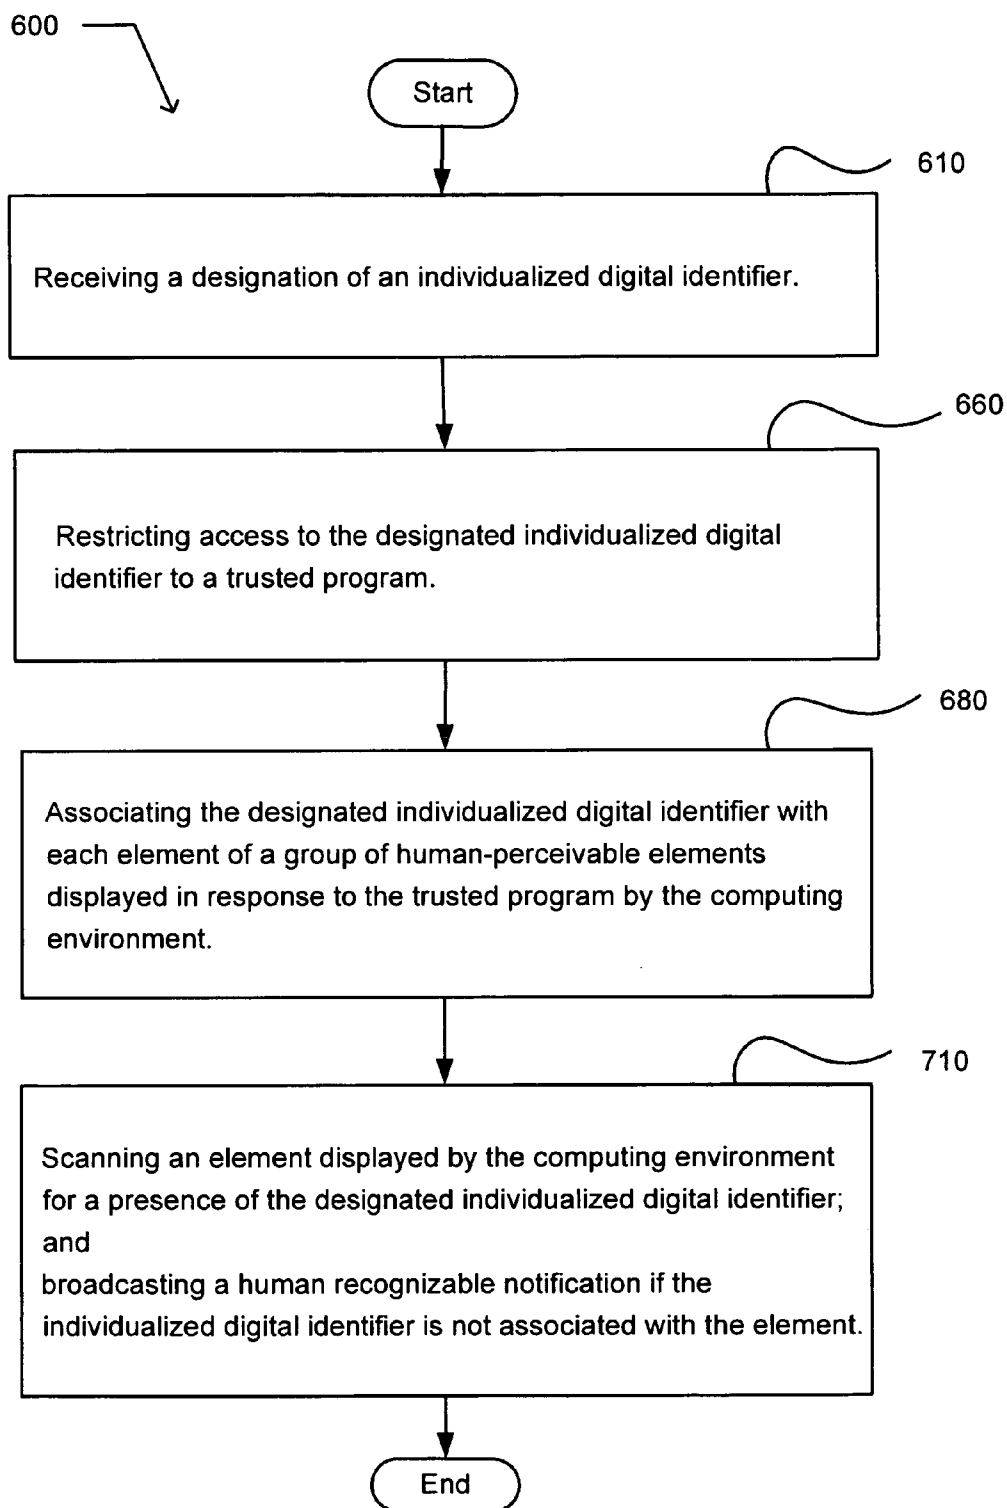 600
Start
610
Receiving a designation of an individualized digital identifier.
660
Restricting access to the designated individualized digital
identifier to a trusted program.
680
Associating the designated individualized digital identifier with
each element of a group of human-perceivable elements
displayed in response to the trusted program by the computing
environment.
710
Scanning an element displayed by the computing environment
for a presence of the designated individualized digital identifier;
and
broadcasting a human recognizable notification if the
individualized digital identifier is not associated with the element.
End